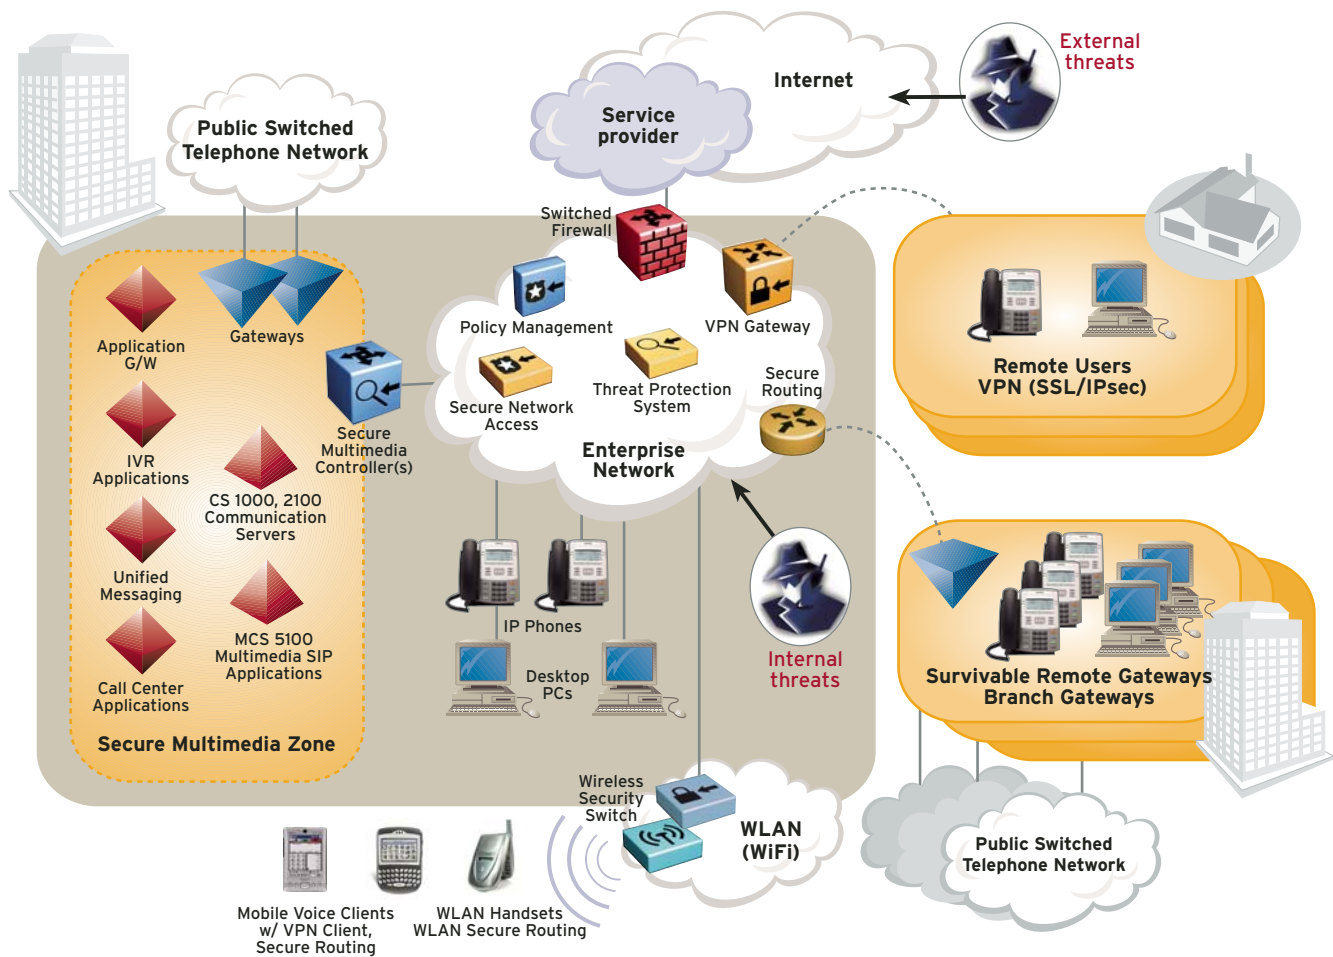 External
threats
Internet
Service
provider
Public Switched
Telephone Network
Switched
Firewall
Gateways
Application
G/W
Policy Management
VPN Gateway
Secure Network
Access
Threat Protection
System
Secure
Routing
Remote Users
VPN (SSL/IPsec)
Secure
Multimedia
Controller(s)
Enterprise
Network
IVR
Applications
CS 1000, 2100
Communication
Servers
Unified
Messaging
MCS 5100
Multimedia SIP
Applications
Call Center
Applications
Secure Multimedia Zone
IP Phones
Desktop
PCs
Internal
threats
Survivable Remote Gateways
Branch Gateways
Wireless
Security
Switch
WLAN
(WiFi)
Public Switched
Telephone Network
Mobile Voice Clients
w/ VPN Client,
Secure Routing
WLAN Handsets
WLAN Secure Routing